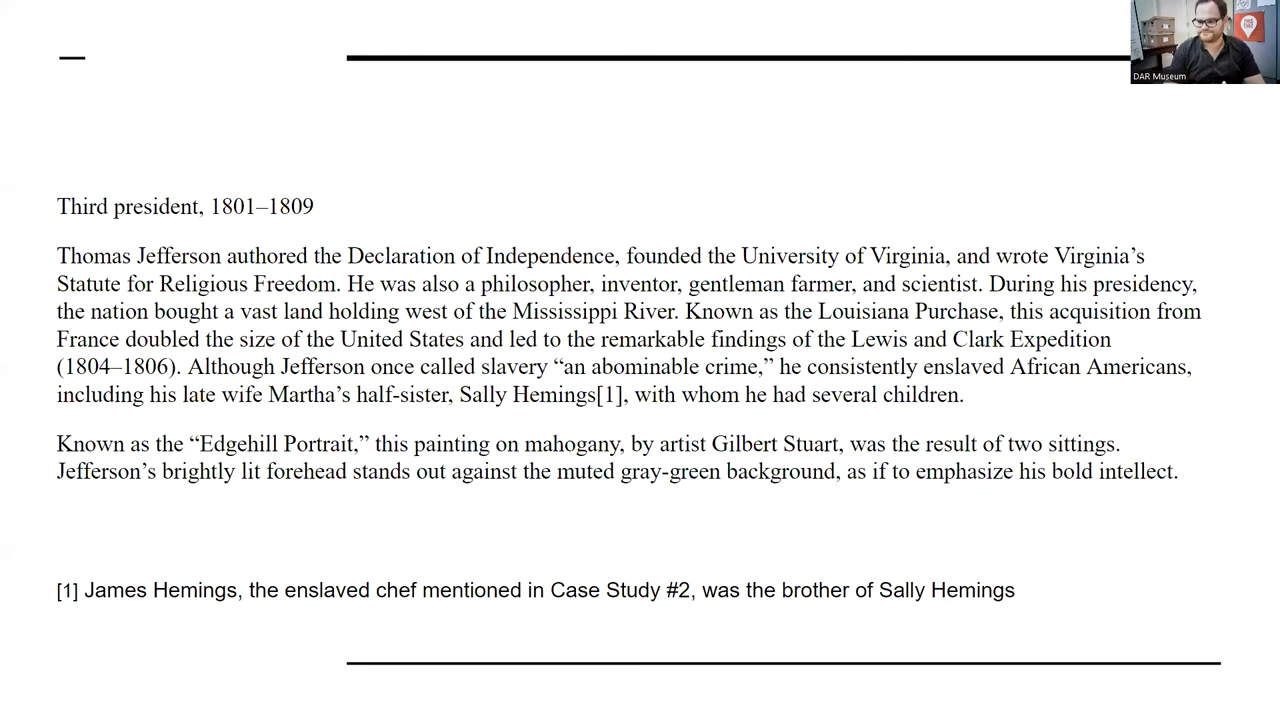 DAR Museum
Third president, 1801–1809
Thomas Jefferson authored the Declaration of Independence, founded the University of Virginia, and wrote Virginia’s
Statute for Religious Freedom. He was also a philosopher, inventor, gentleman farmer, and scientist. During his presidency,
the nation bought a vast land holding west of the Mississippi River. Known as the Louisiana Purchase, this acquisition from
France doubled the size of the United States and led to the remarkable findings of the Lewis and Clark Expedition
(1804–1806). Although Jefferson once called slavery “an abominable crime,” he consistently enslaved African Americans,
including his late wife Martha’s half-sister, Sally Hemings[1], with whom he had several children.
Known as the “Edgehill Portrait,” this painting on mahogany, by artist Gilbert Stuart, was the result of two sittings.
Jefferson’s brightly lit forehead stands out against the muted gray-green background, as if to emphasize his bold intellect.
[1] James Hemings, the enslaved chef mentioned in Case Study #2, was the brother of Sally Hemings